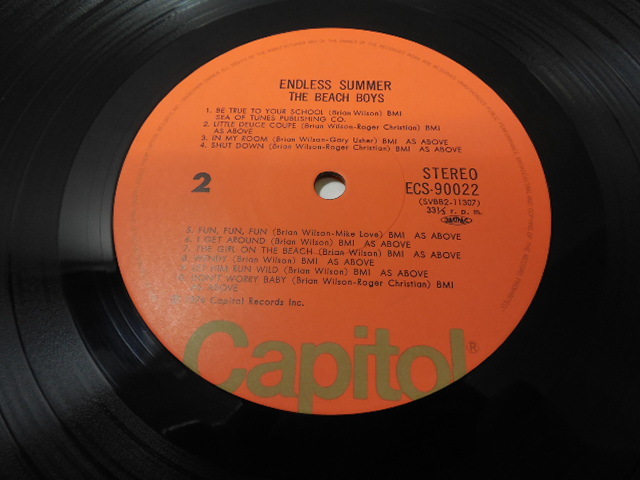 ENDLESS SUMMER
THE BEACH BOYS
1. BE TRUE TO YOUR SCHOOL (Brian Wilson) BMI
SEA OF TUNES PUBLISHING CO.
2. LITTLE DEUCE COUPE (Brian Wilson-Roger Christian) BMI
AS ABOVE
3. IN MY ROOM (Brian Wilson-Gary Usher) BMI AS ABOVE
4. SHUT DOWN (Brian Wilson-Roger Christian) BMI AS ABOVE
2
STEREO
ECS-90022
(SVBB2-11307)
33⅓ r.p.m.
5. FUN, FUN, FUN (Brian Wilson-Mike Love) BMI AS ABOVE
6. I GET AROUND (Brian Wilson) BMI AS ABOVE
7. THE GIRL ON THE BEACH (Brian Wilson) BMI AS ABOVE
8. WENDY (Brian Wilson) BMI AS ABOVE
HIM RUN WILD (Brian Wilson) BMI AS ABOVE
DON'T WORRY BABY (Brian Wilson-Roger Christian) BMI
ABOVE
Capitol Records Inc.
Capitol®